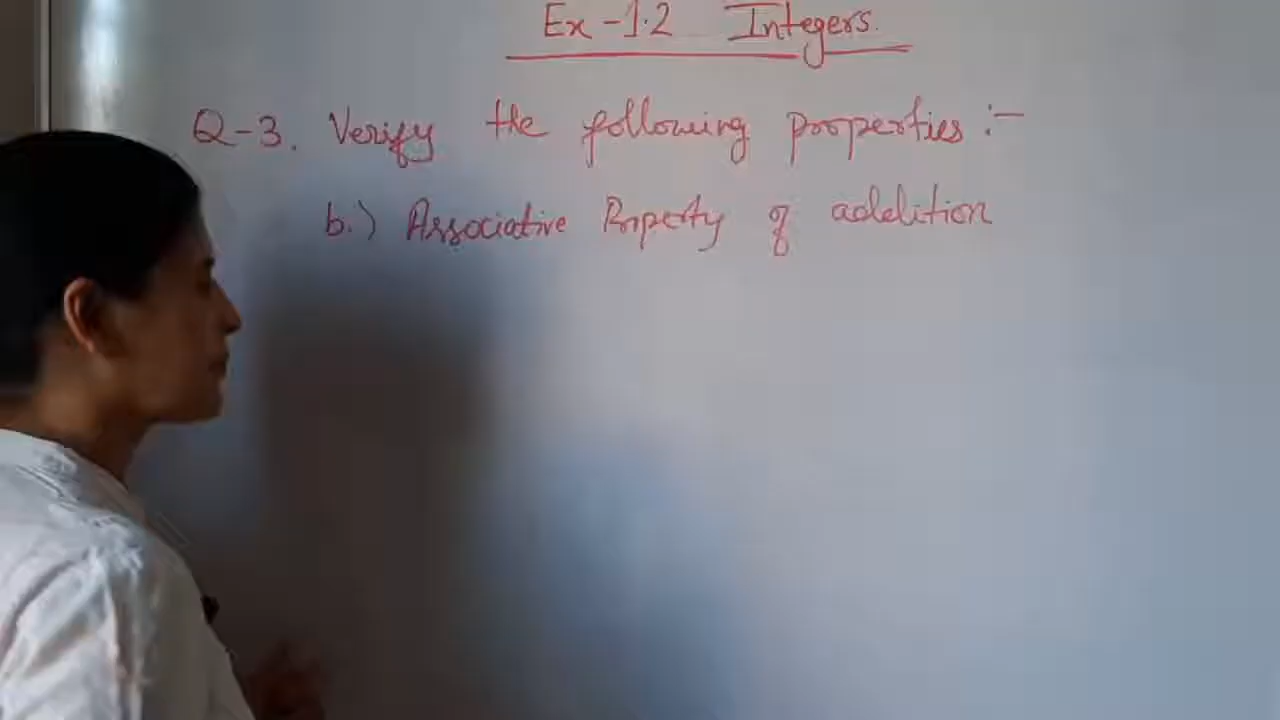 Ex-1.2 Integers.
Q-3. Verify the following properties :-
b.) Associative Property of addition